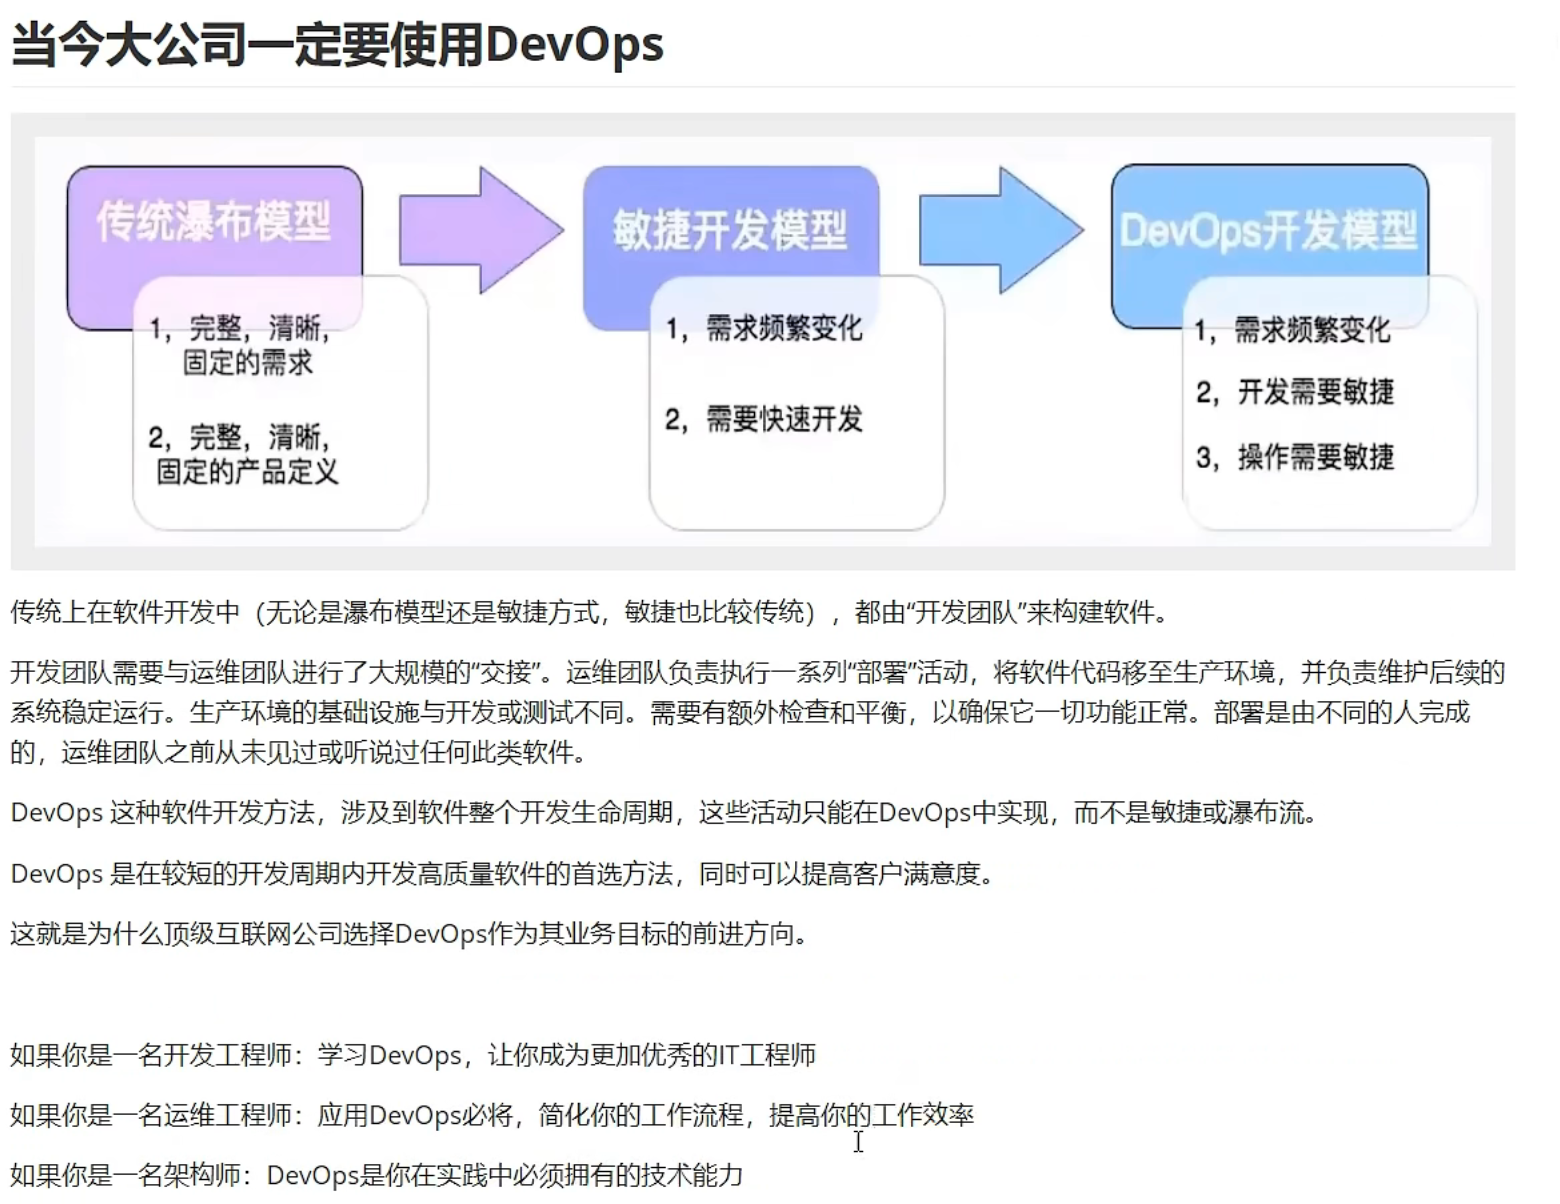 当今大公司一定要使用DevOps
传统瀑布模型
1，完整，清晰，
固定的需求
2，完整，清晰，
固定的产品定义
敏捷开发模型
1，需求频繁变化
2，需要快速开发
DevOps开发模型
1，需求频繁变化
2，开发需要敏捷
3，操作需要敏捷
传统上在软件开发中（无论是瀑布模型还是敏捷方式，敏捷也比较传统），都由“开发团队”来构建软件。
开发团队需要与运维团队进行了大规模的“交接”。运维团队负责执行一系列“部署”活动，将软件代码移至生产环境，并负责维护后续的
系统稳定运行。生产环境的基础设施与开发或测试不同。需要有额外检查和平衡，以确保它一切功能正常。部署是由不同的人完成
的，运维团队之前从未见过或听说过任何此类软件。
DevOps 这种软件开发方法，涉及到软件整个开发生命周期，这些活动只能在DevOps中实现，而不是敏捷或瀑布流。
DevOps 是在较短的开发周期内开发高质量软件的首选方法，同时可以提高客户满意度。
这就是为什么顶级互联网公司选择DevOps作为其业务目标的前进方向。
如果你是一名开发工程师：学习DevOps，让你成为更加优秀的IT工程师
如果你是一名运维工程师：应用DevOps必将，简化你的工作流程，提高你的工作效率
如果你是一名架构师：DevOps是你在实践中必须拥有的技术能力